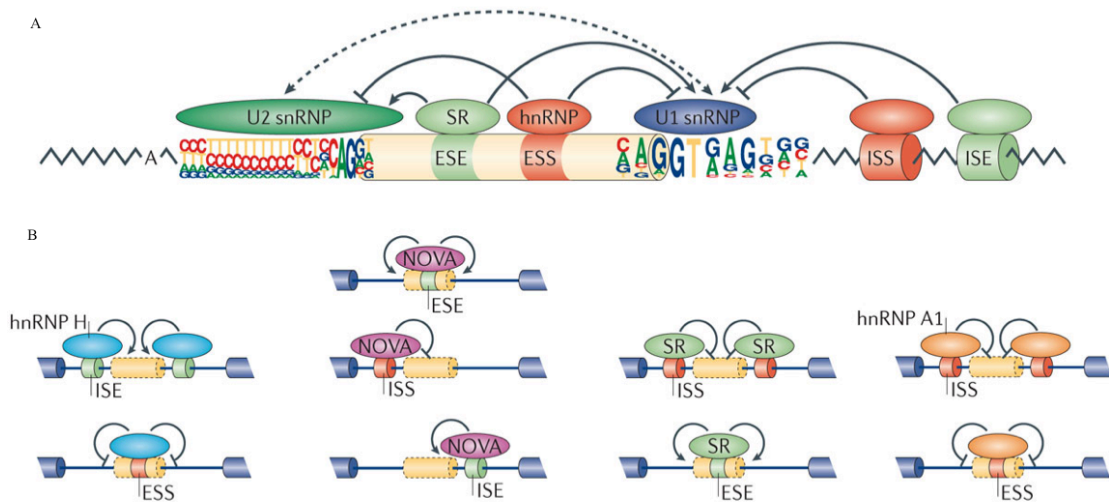 A
U2 snRNP
SR
hnRNP
U1 snRNP
A
ESE
ESS
ISS
ISE
B
NOVA
ESE
hnRNP H
ISE
NOVA
ISS
SR
SR
ISS
hnRNP A1
ISS
ESS
NOVA
ISE
SR
ESE
ESS